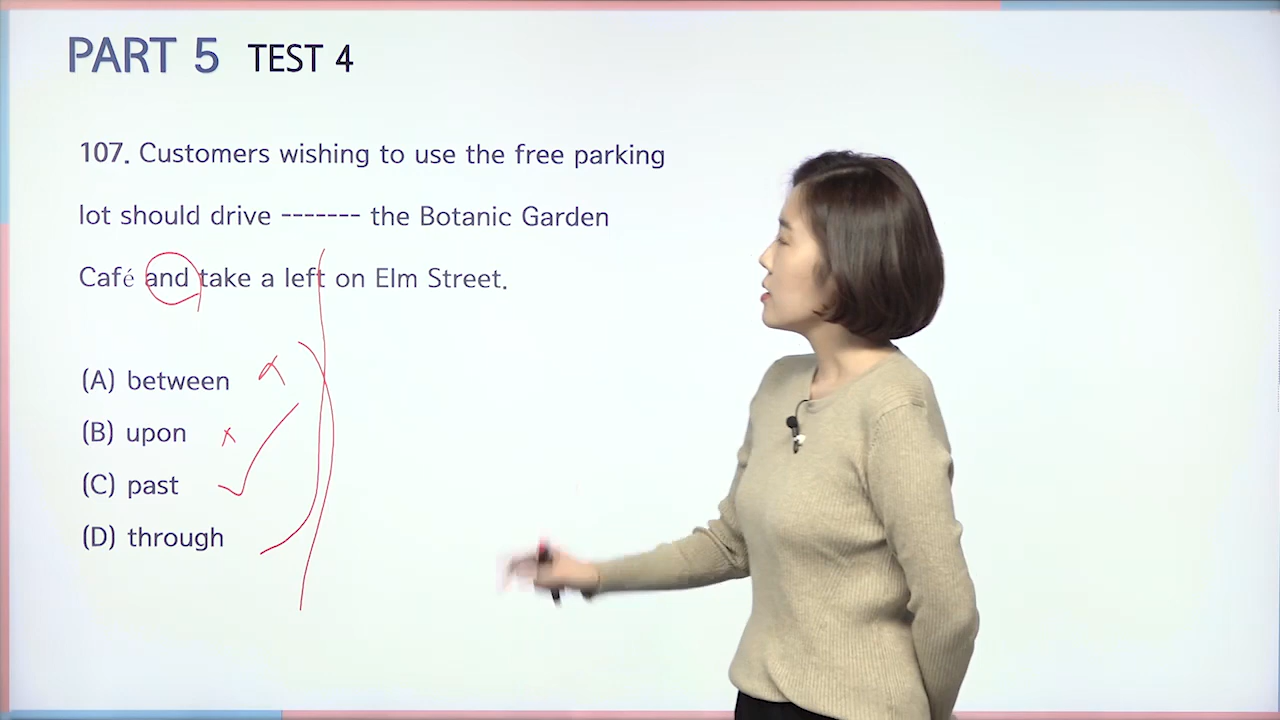 PART 5 TEST 4
107. Customers wishing to use the free parking
lot should drive ------- the Botanic Garden
Café and take a left on Elm Street.
(A) between
(B) upon
(C) past
(D) through